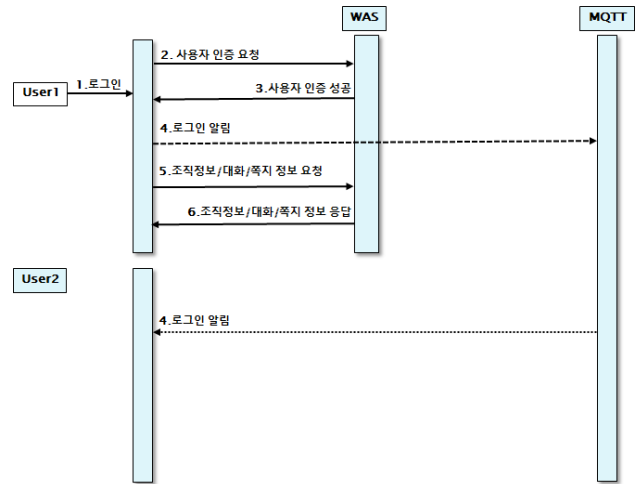 WAS
MQTT
2. 사용자 인증 요청
User1
1.로그인
3.사용자 인증 성공
4.로그인 알림
5.조직정보/대화/쪽지 정보 요청
6.조직정보/대화/쪽지 정보 응답
User2
4.로그인 알림